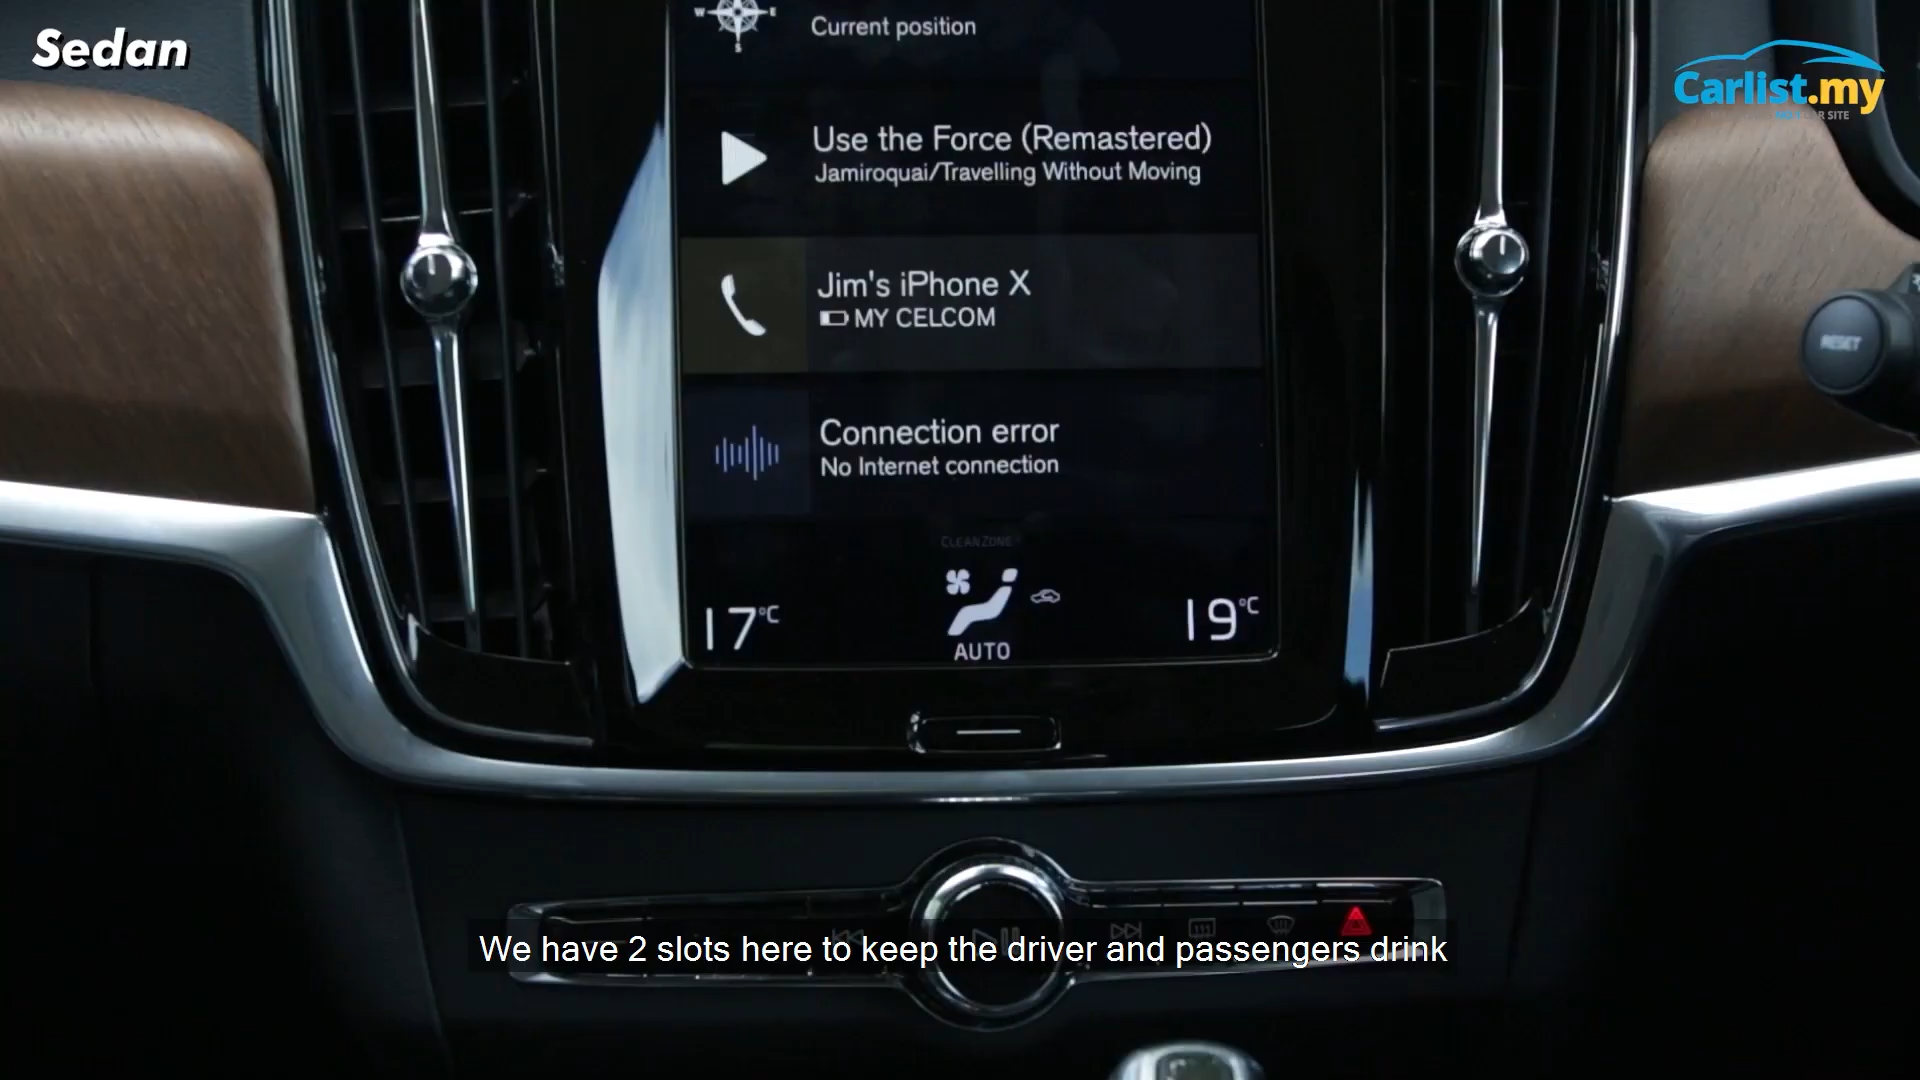 Sedan
Carlist.my
W E
S
Current position
Use the Force (Remastered)
Jamiroquai/Travelling Without Moving
Jim's iPhone X
MY CELCOM
Connection error
No Internet connection
CLEANZONE
17°C
19°C
AUTO
RESET
We have 2 slots here to keep the driver and passengers drink